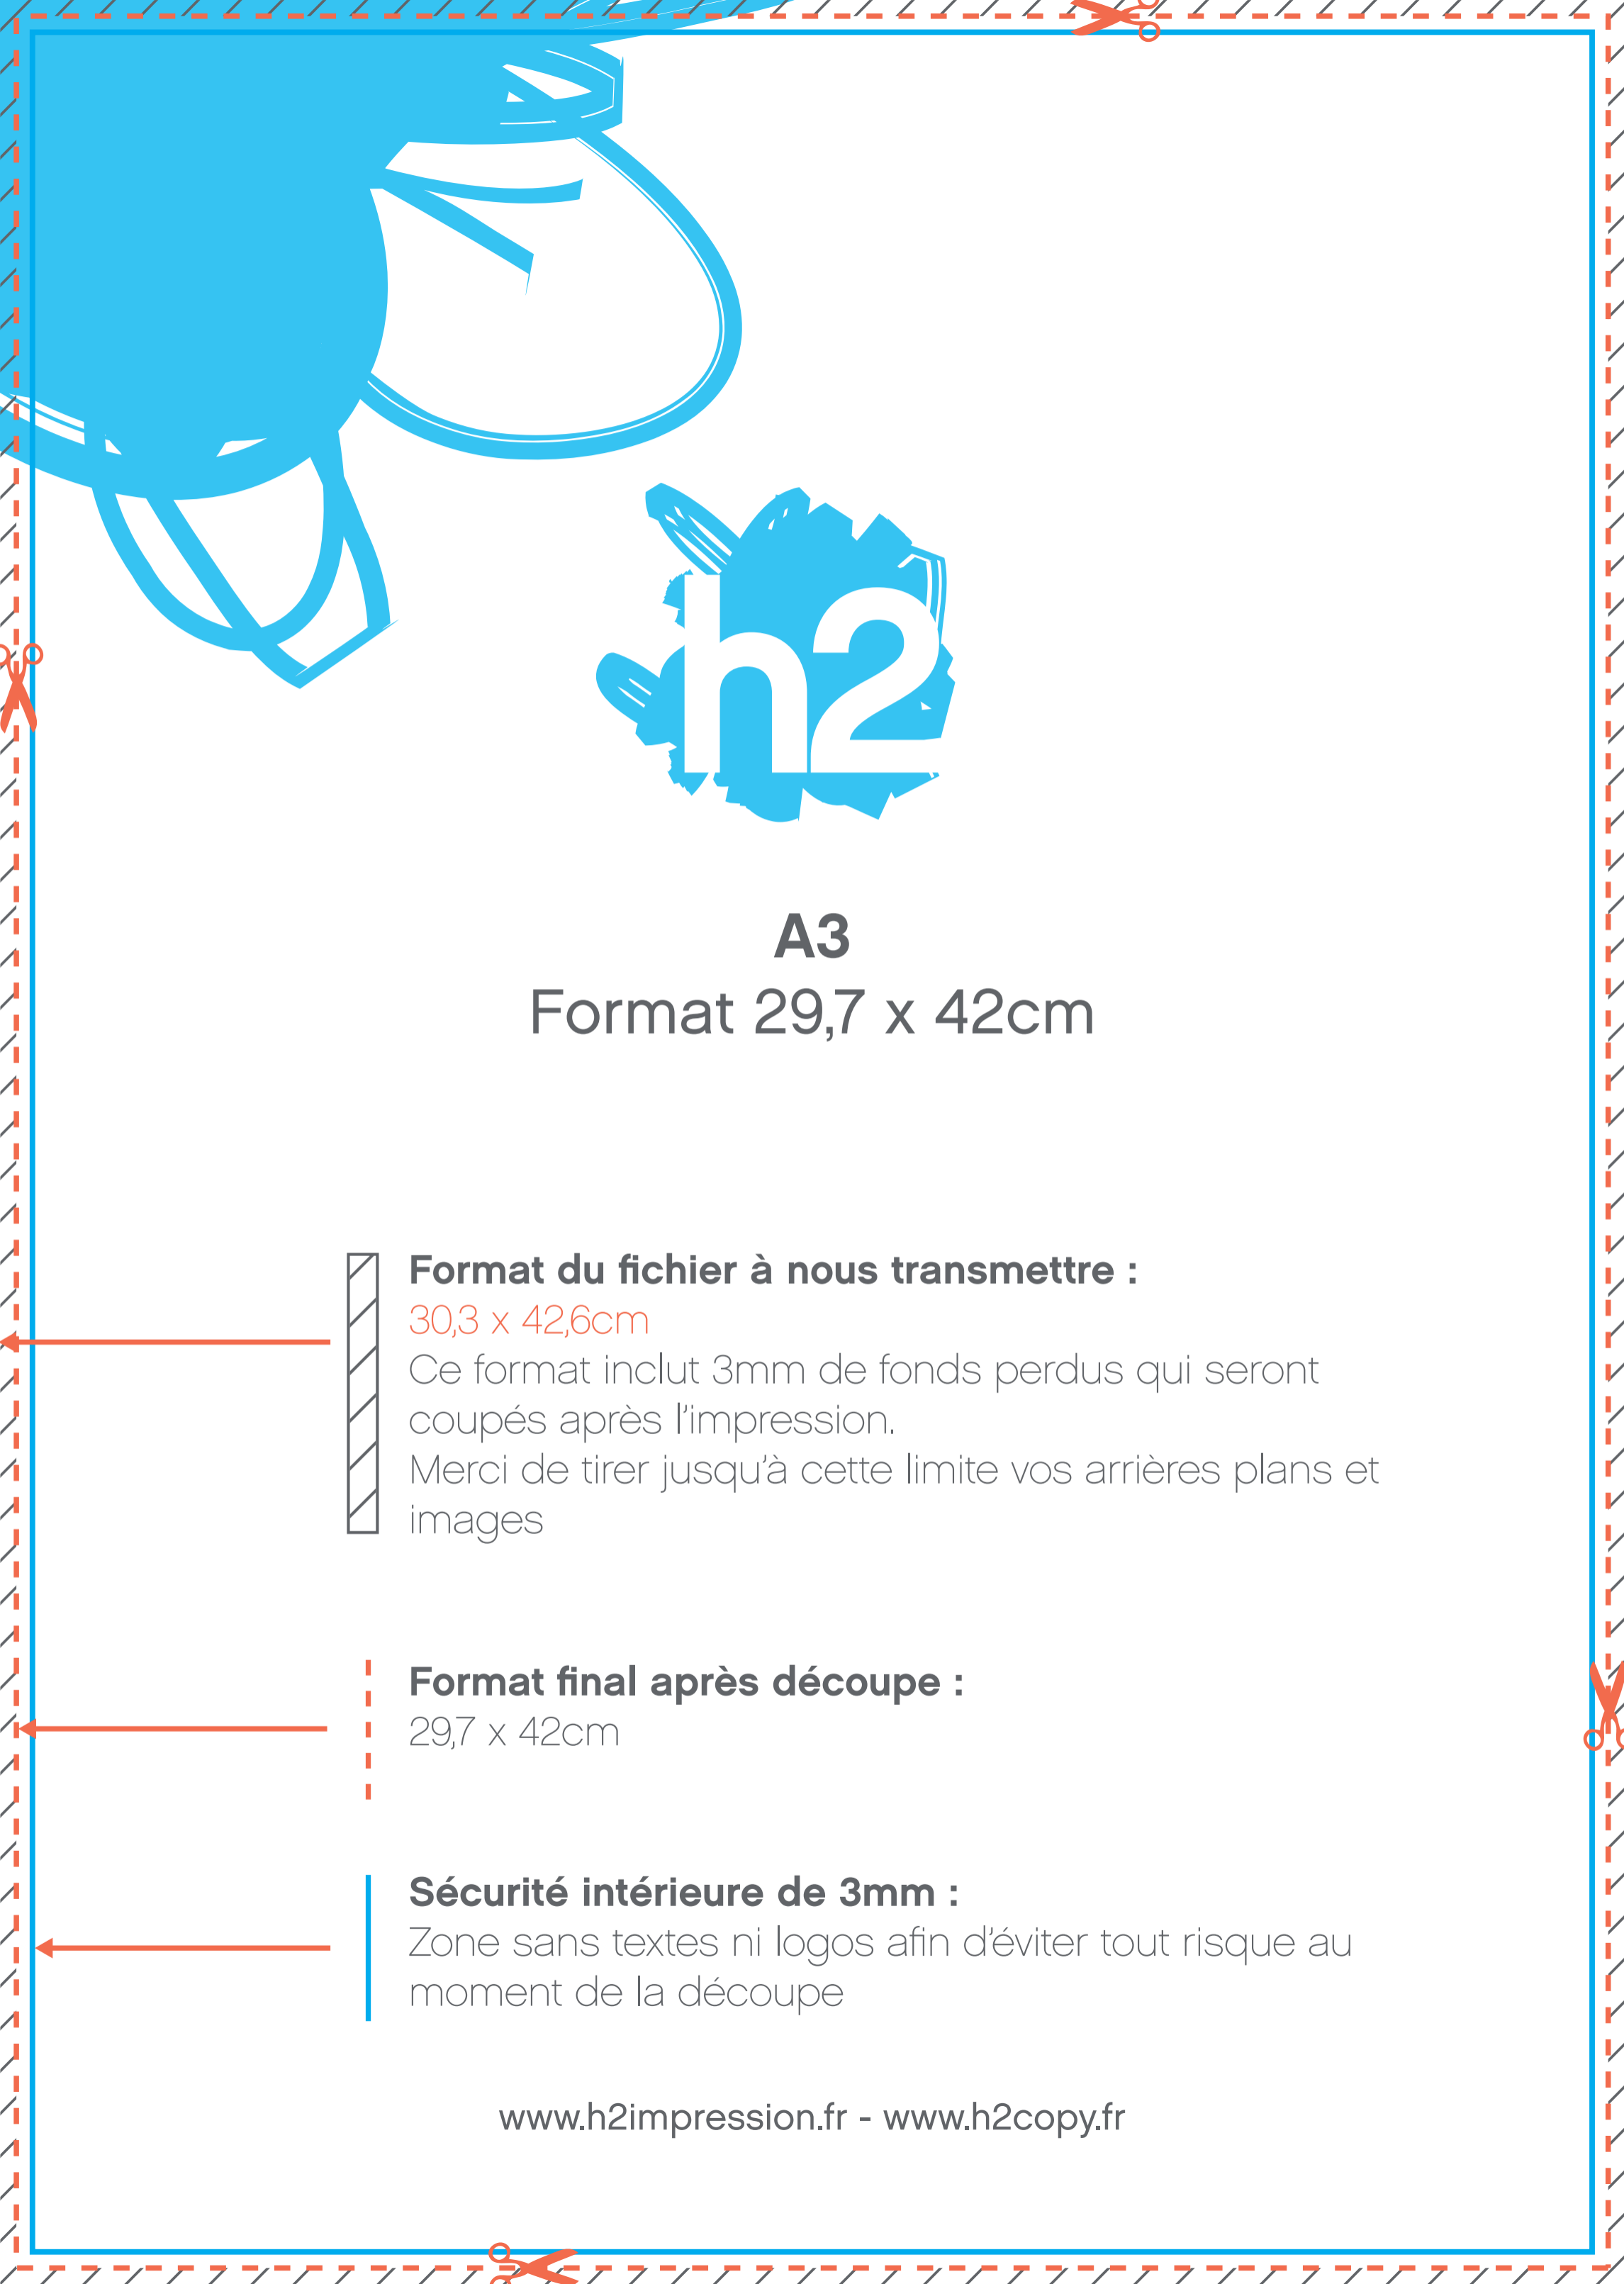 h2
A3
Format 29,7 x 42cm
Format du fichier à nous transmettre :
30,3 x 42,6cm
Ce format inclut 3mm de fonds perdus qui seront
coupés après l'impression.
Merci de tirer jusqu'à cette limite vos arrières plans et
images
Format final après découpe :
29,7 x 42cm
Sécurité intérieure de 3mm :
Zone sans textes ni logos afin d'éviter tout risque au
moment de la découpe
www.h2impression.fr - www.h2copy.fr